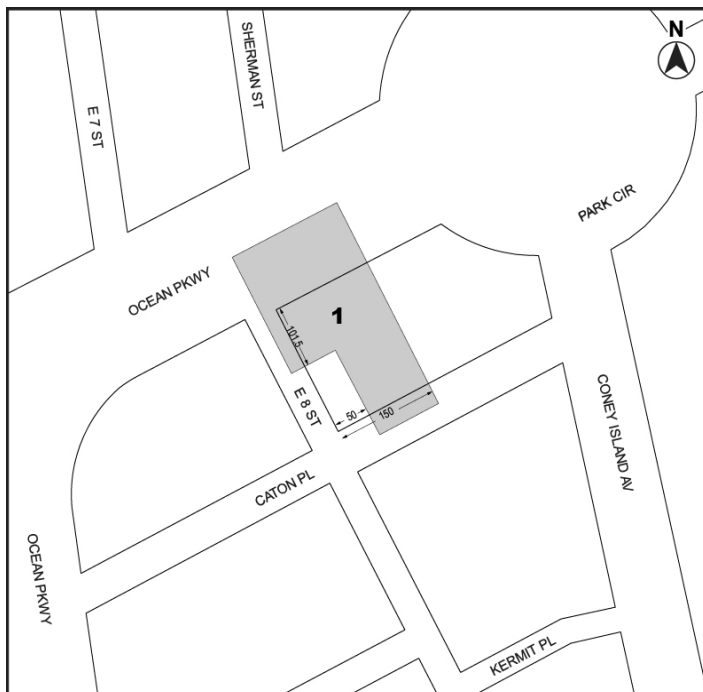 N
E 7 ST
SHERMAN ST
PARK CIR
OCEAN PKWY
1
101.5
E 8 ST
50
150
CONEY ISLAND AV
CATON PL
OCEAN PKWY
KERMIT PL